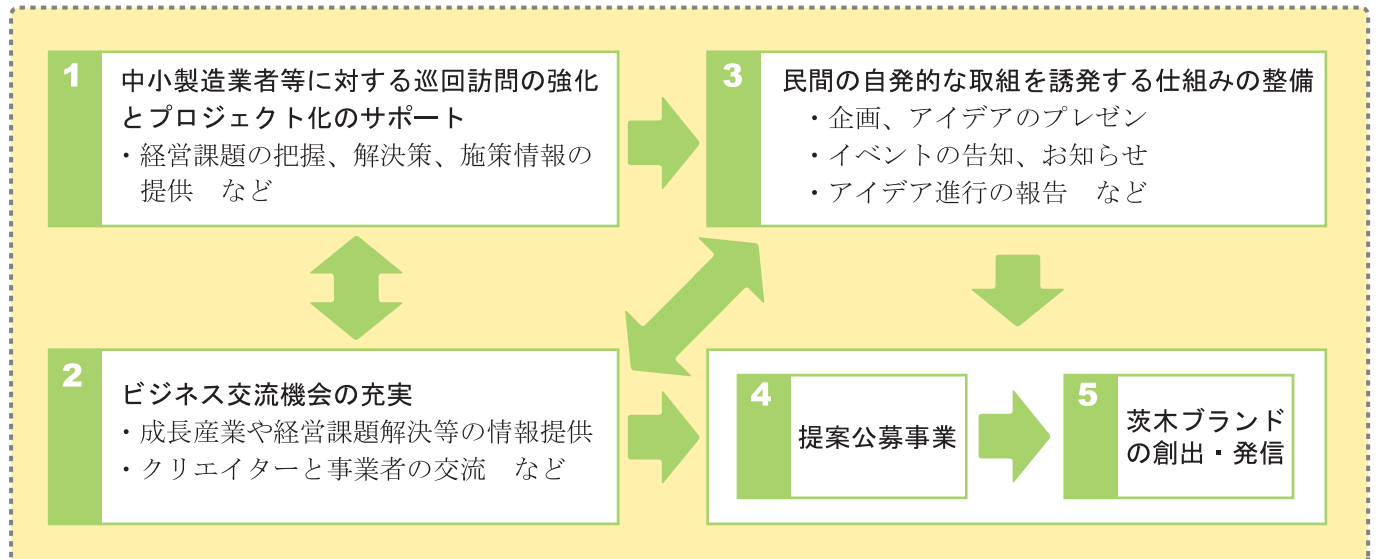 1
中小製造業者等に対する巡回訪問の強化
とプロジェクト化のサポート
・経営課題の把握、解決策、施策情報の
提供　など
2
ビジネス交流機会の充実
・成長産業や経営課題解決等の情報提供
・クリエイターと事業者の交流　など
3
民間の自発的な取組を誘発する仕組みの整備
・企画、アイデアのプレゼン
・イベントの告知、お知らせ
・アイデア進行の報告　など
4
提案公募事業
5
茨木ブランド
の創出・発信